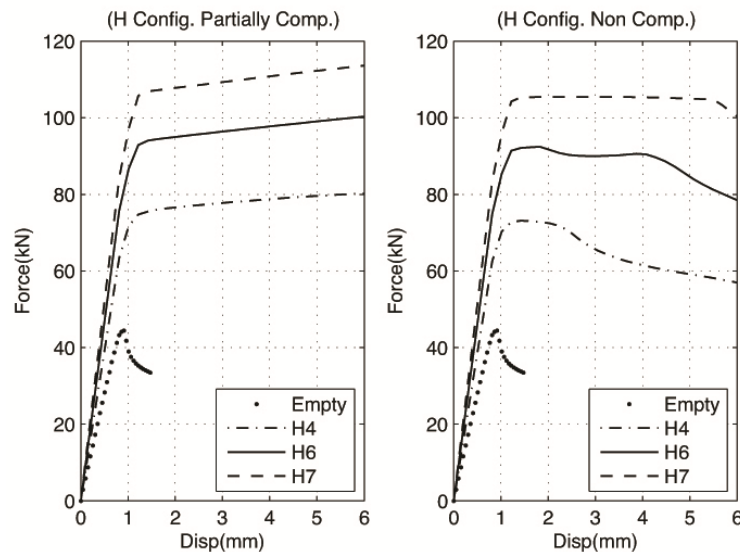 (H Config. Partially Comp.)
120
100
80
60
40
20
0
Force(kN)
0 1 2 3 4 5 6
Disp(mm)
Empty
H4
H6
H7
(H Config. Non Comp.)
120
100
80
60
40
20
0
Force(kN)
0 1 2 3 4 5 6
Disp(mm)
Empty
H4
H6
H7